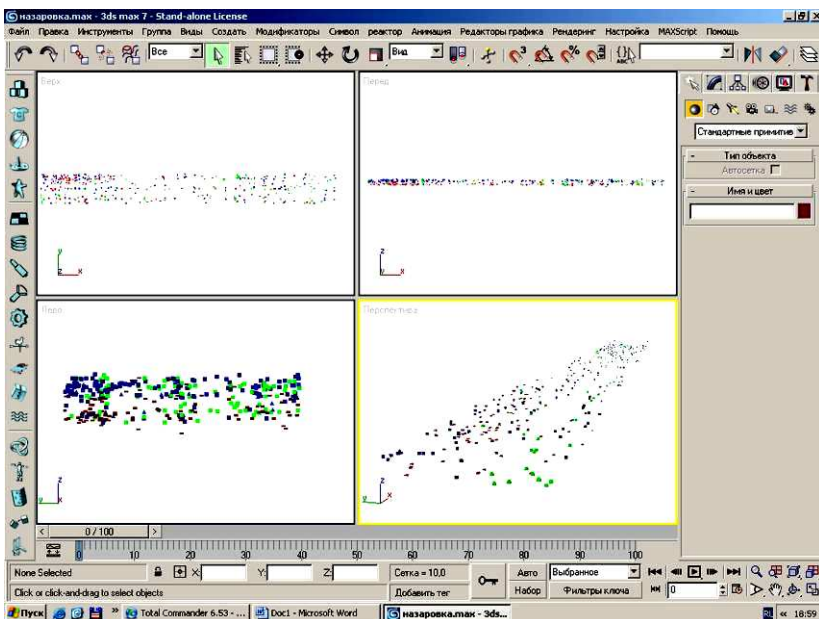 назаровка.max - 3ds max 7 - Stand-alone License
Файл Правка Инструменты Группа Виды Создать Модификаторы Символ реактор Анимация Редакторы графика Рендеринг Настройка MAXScript Помощь
Все
Вид
3
%
ABC
Верх
Перед
Лево
Перспектива
y
z
x
z
y
x
z
y
x
z
y
x
Стандартные примитив
- Тип объекта
Автосетка
- Имя и цвет
< 0 / 100 >
0 10 20 30 40 50 60 70 80 90 100
None Selected X: Y: Z: Сетка = 10,0 Авто Выбранное
Click or click-and-drag to select objects Добавить тег Набор Фильтры ключа 0
Пуск » Total Commander 6.53 - ... Doc1 - Microsoft Word назаровка.max - 3ds... « 18:59